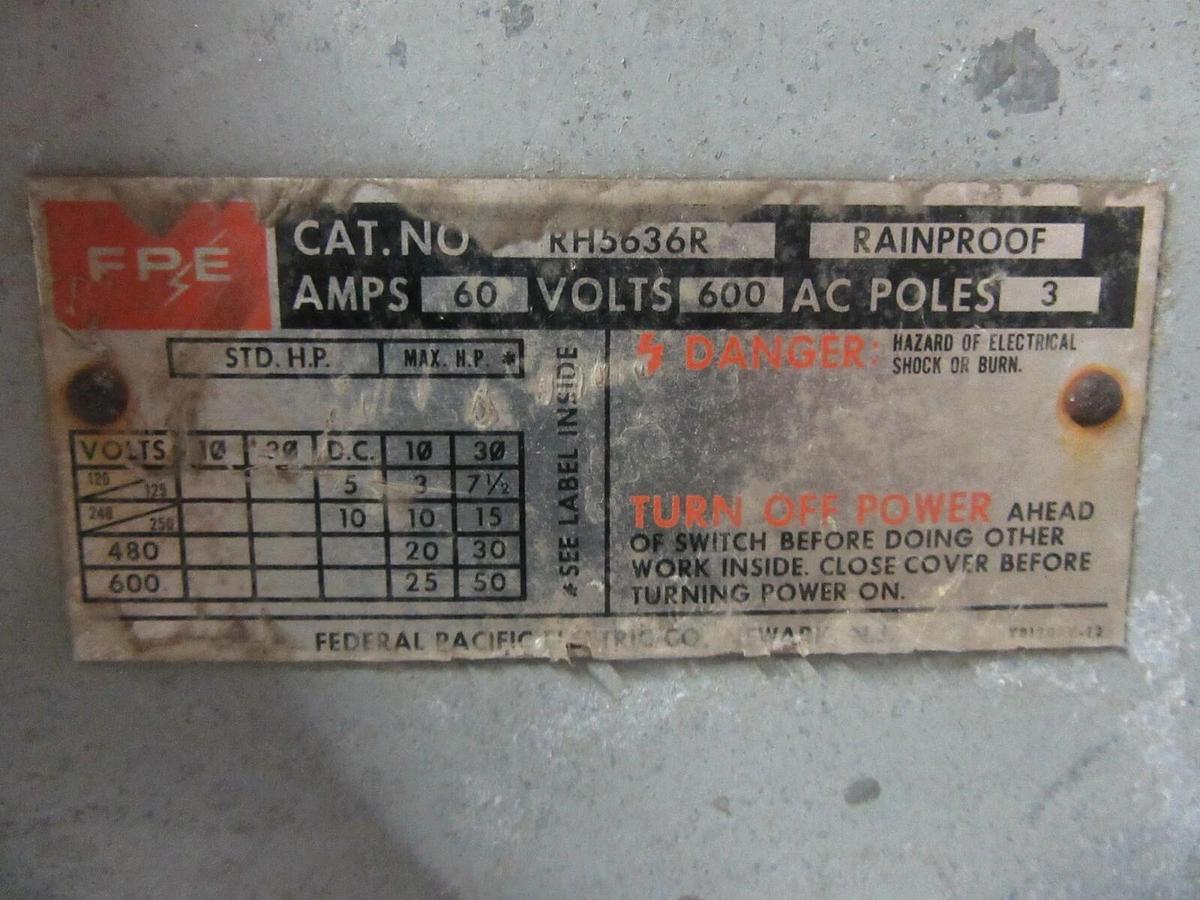 FPE
CAT. NO RH5636R RAINPROOF
AMPS 60 VOLTS 600 AC POLES 3
STD. H.P. MAX. H.P. *
VOLTS 1Ø 3Ø D.C. 1Ø 3Ø
120/125 5 3 7½
240/250 10 10 15
480 20 30
600 25 50
*SEE LABEL INSIDE
DANGER: HAZARD OF ELECTRICAL
SHOCK OR BURN.
TURN OFF POWER AHEAD
OF SWITCH BEFORE DOING OTHER
WORK INSIDE. CLOSE COVER BEFORE
TURNING POWER ON.
FEDERAL PACIFIC ELECTRIC CO. NEWARK, N.J.